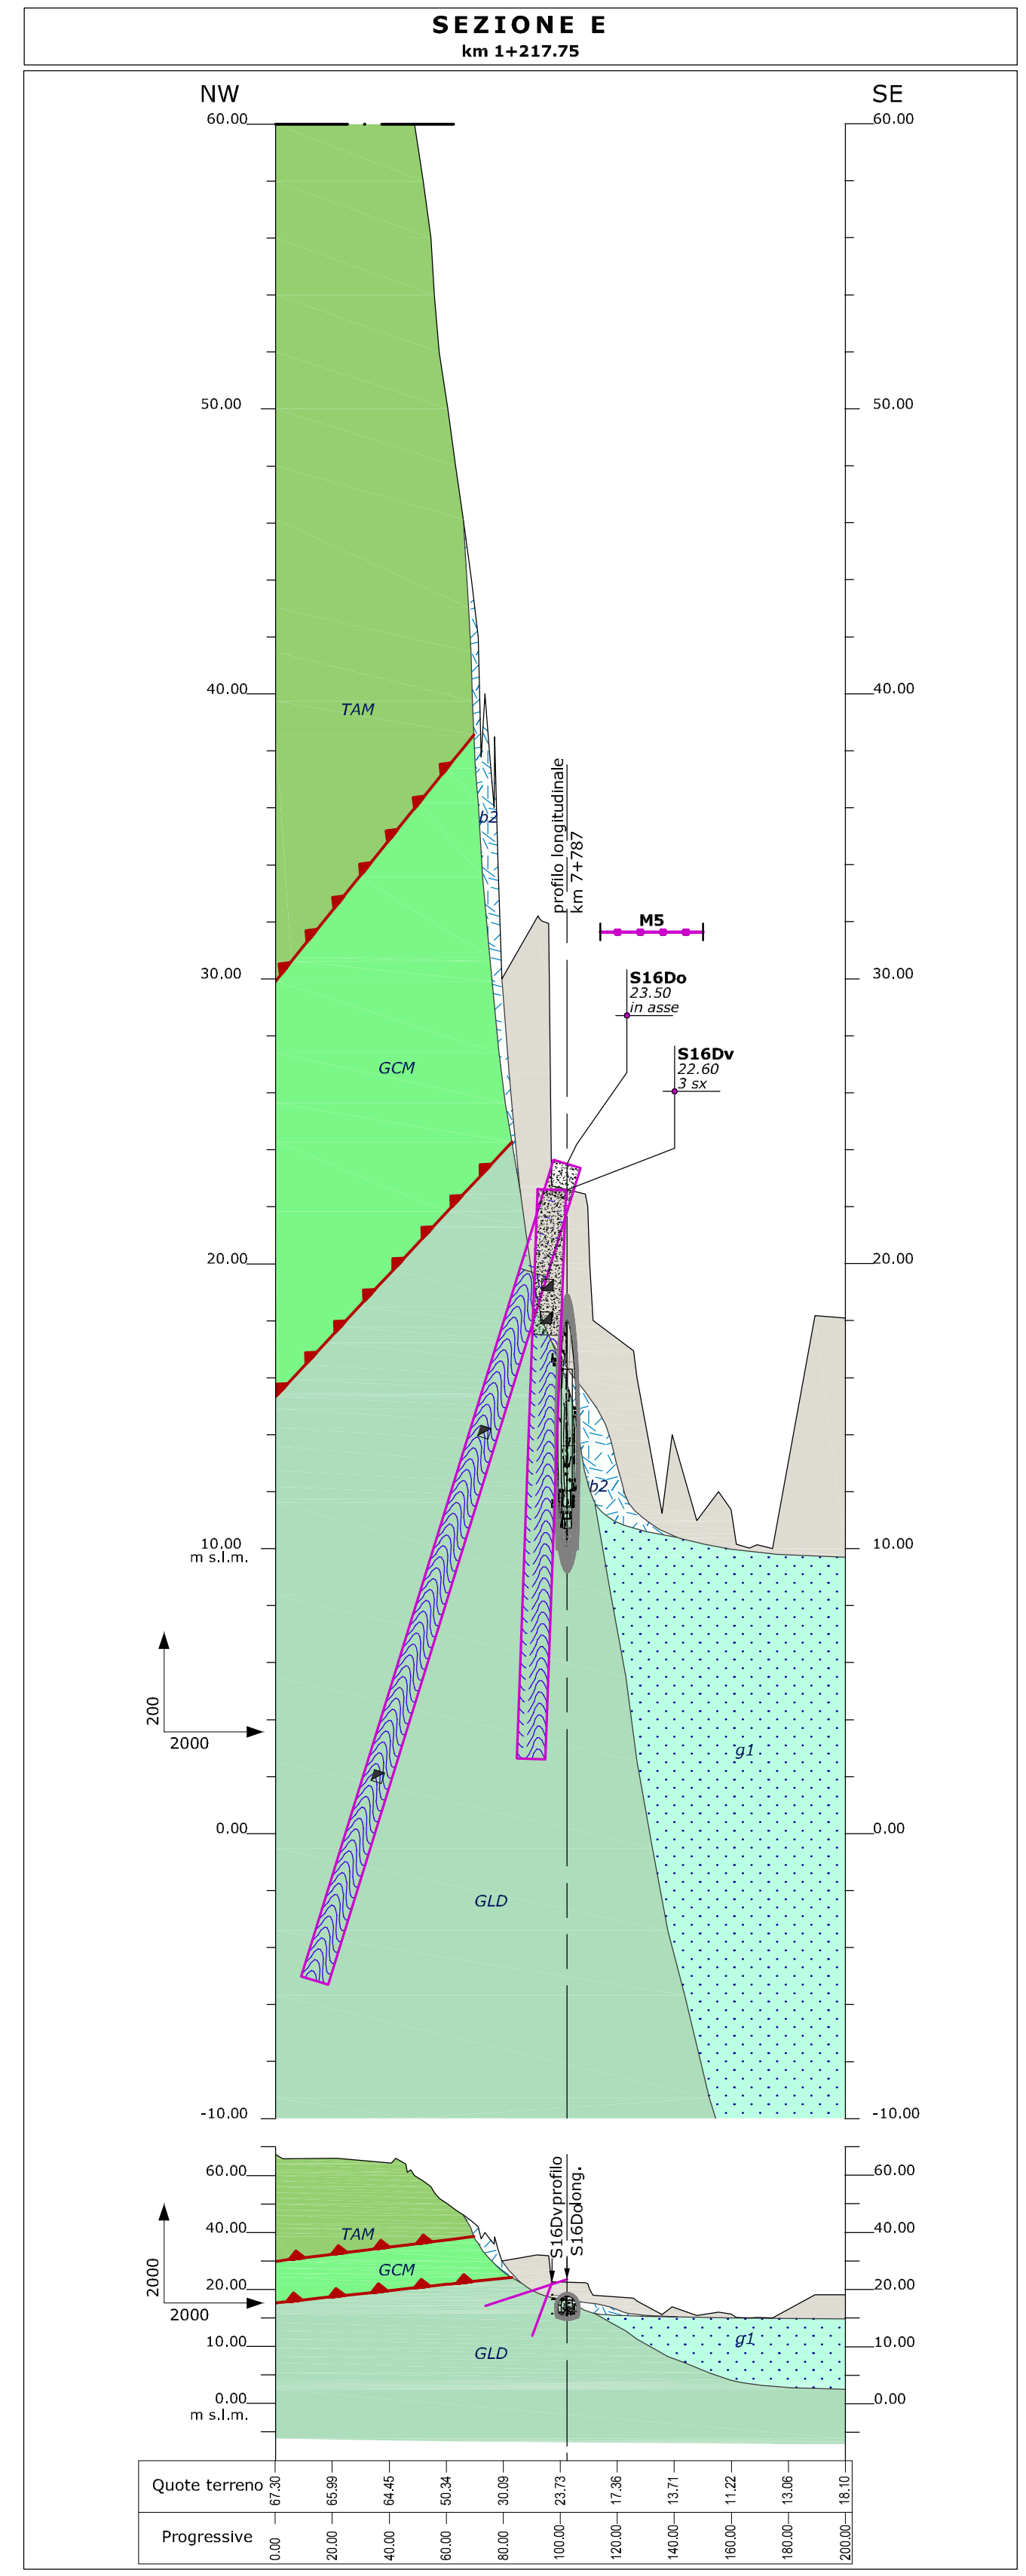 SEZIONE E
km 1+217.75
NW
SE
60.00
60.00
50.00
50.00
40.00
40.00
TAM
b2
profilo longitudinale
km 7+787
M5
30.00
30.00
S16Do
23.50
in asse
GCM
S16Dv
22.60
3 sx
20.00
20.00
b2
10.00
m s.l.m.
10.00
200
2000
g1
0.00
0.00
GLD
-10.00
-10.00
60.00
60.00
S16Dv
profilo
S16Do
long.
40.00
40.00
TAM
GCM
20.00
20.00
2000
2000
g1
10.00
10.00
GLD
0.00
m s.l.m.
0.00
Quote terreno 67.30 65.99 64.45 50.34 30.09 23.73 17.36 13.71 11.22 13.06 18.10
Progressive 0.00 20.00 40.00 60.00 80.00 100.00 120.00 140.00 160.00 180.00 200.00